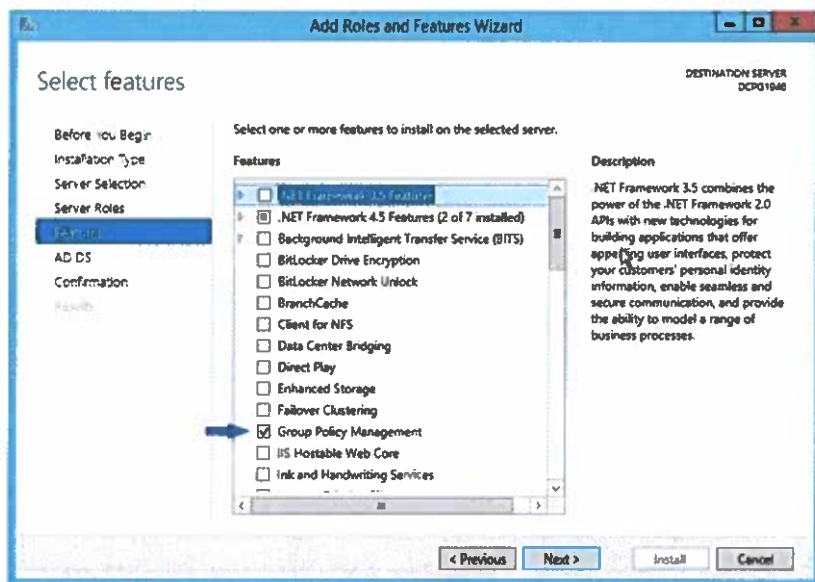 Add Roles and Features Wizard
Select features
DESTINATION SERVER
DCPG1946
Before You Begin
Installation Type
Server Selection
Server Roles
Features
AD DS
Confirmation
Results
Select one or more features to install on the selected server.
Features
.NET Framework 3.5 Features
.NET Framework 4.5 Features (2 of 7 installed)
Background Intelligent Transfer Service (BITS)
BitLocker Drive Encryption
BitLocker Network Unlock
BranchCache
Client for NFS
Data Center Bridging
Direct Play
Enhanced Storage
Failover Clustering
Group Policy Management
IIS Hostable Web Core
Ink and Handwriting Services
Description
.NET Framework 3.5 combines the
power of the .NET Framework 2.0
APIs with new technologies for
building applications that offer
appealing user interfaces, protect
your customers' personal identity
information, enable seamless and
secure communication, and provide
the ability to model a range of
business processes.
< Previous
Next >
Install
Cancel